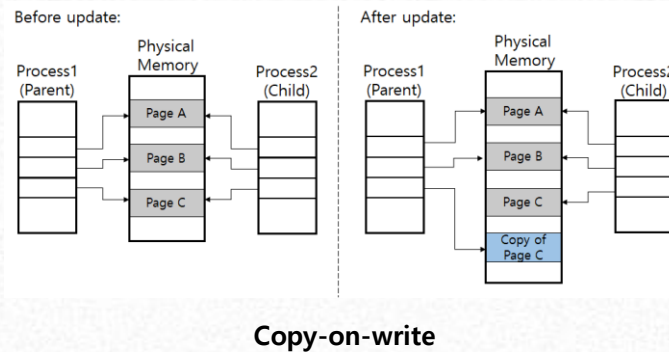 Before update:
Physical
Memory
Process1
(Parent)
Process2
(Child)
Page A
Page B
Page C
After update:
Physical
Memory
Process1
(Parent)
Process2
(Child)
Page A
Page B
Page C
Copy of
Page C
Copy-on-write